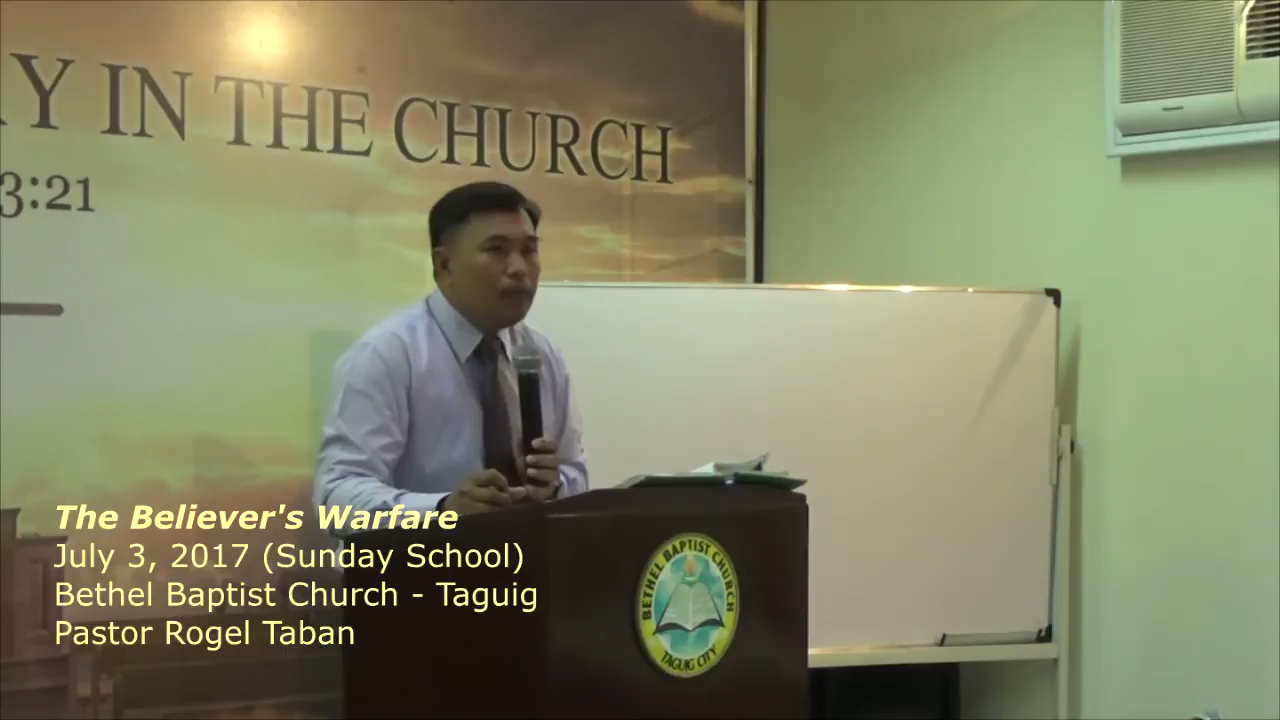 Y IN THE CHURCH
3:21
The Believer's Warfare
July 3, 2017 (Sunday School)
Bethel Baptist Church - Taguig
Pastor Rogel Taban
BETHEL BAPTIST CHURCH
TAGUIG CITY